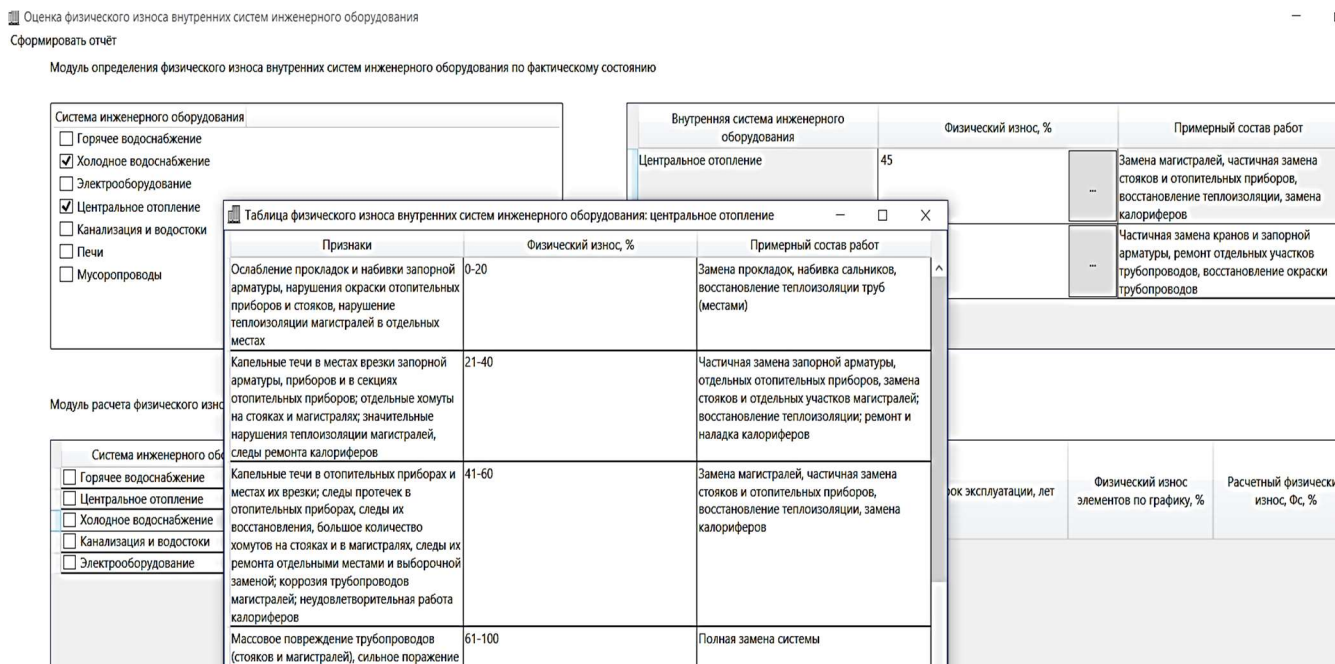 Оценка физического износа внутренних систем инженерного оборудования
Сформировать отчёт
Модуль определения физического износа внутренних систем инженерного оборудования по фактическому состоянию
Система инженерного оборудования
Горячее водоснабжение
Холодное водоснабжение
Электрооборудование
Центральное отопление
Канализация и водостоки
Печи
Мусоропроводы
Внутренняя система инженерного
оборудования
Физический износ, %
Примерный состав работ
Центральное отопление
45
...
Замена магистралей, частичная замена
стояков и отопительных приборов,
восстановление теплоизоляции, замена
калориферов
...
Частичная замена кранов и запорной
арматуры, ремонт отдельных участков
трубопроводов, восстановление окраски
трубопроводов
Таблица физического износа внутренних систем инженерного оборудования: центральное отопление
Признаки
Физический износ, %
Примерный состав работ
Ослабление прокладок и набивки запорной
арматуры, нарушения окраски отопительных
приборов и стояков, нарушение
теплоизоляции магистралей в отдельных
местах
0-20
Замена прокладок, набивка сальников,
восстановление теплоизоляции труб
(местами)
Капельные течи в местах врезки запорной
арматуры, приборов и в секциях
отопительных приборов; отдельные хомуты
на стояках и магистралях; значительные
нарушения теплоизоляции магистралей,
следы ремонта калориферов
21-40
Частичная замена запорной арматуры,
отдельных отопительных приборов, замена
стояков и отдельных участков магистралей;
восстановление теплоизоляции; ремонт и
наладка калориферов
Капельные течи в отопительных приборах и
местах их врезки; следы протечек в
отопительных приборах, следы их
восстановления, большое количество
хомутов на стояках и в магистралях, следы их
ремонта отдельными местами и выборочной
заменой; коррозия трубопроводов
магистралей; неудовлетворительная работа
калориферов
41-60
Замена магистралей, частичная замена
стояков и отопительных приборов,
восстановление теплоизоляции, замена
калориферов
Массовое повреждение трубопроводов
(стояков и магистралей), сильное поражение
61-100
Полная замена системы
Модуль расчета физического изно
Система инженерного обо
Горячее водоснабжение
Центральное отопление
Холодное водоснабжение
Канализация и водостоки
Электрооборудование
ок эксплуатации, лет
Физический износ
элементов по графику, %
Расчетный физически
износ, Фс, %